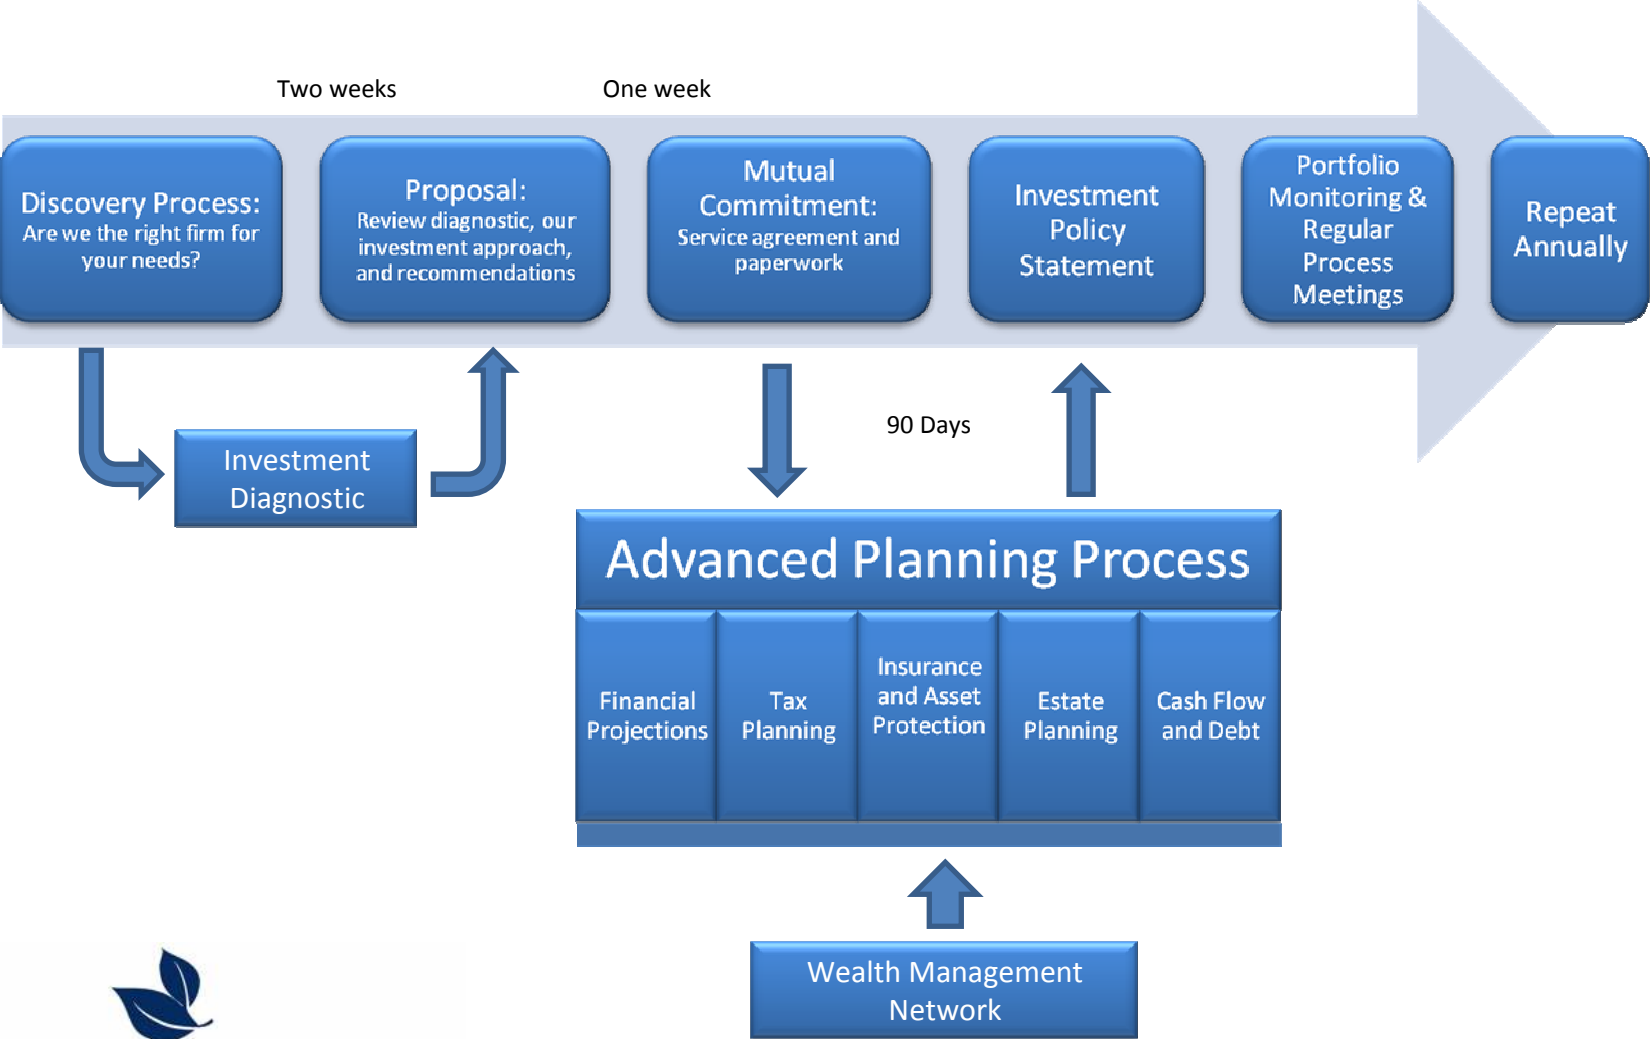 Two weeks
One week
Discovery Process:
Are we the right firm for
your needs?
Proposal:
Review diagnostic, our
investment approach,
and recommendations
Mutual
Commitment:
Service agreement and
paperwork
Investment
Policy
Statement
Portfolio
Monitoring &
Regular
Process
Meetings
Repeat
Annually
Investment
Diagnostic
90 Days
Advanced Planning Process
Financial
Projections
Tax
Planning
Insurance
and Asset
Protection
Estate
Planning
Cash Flow
and Debt
Wealth Management
Network